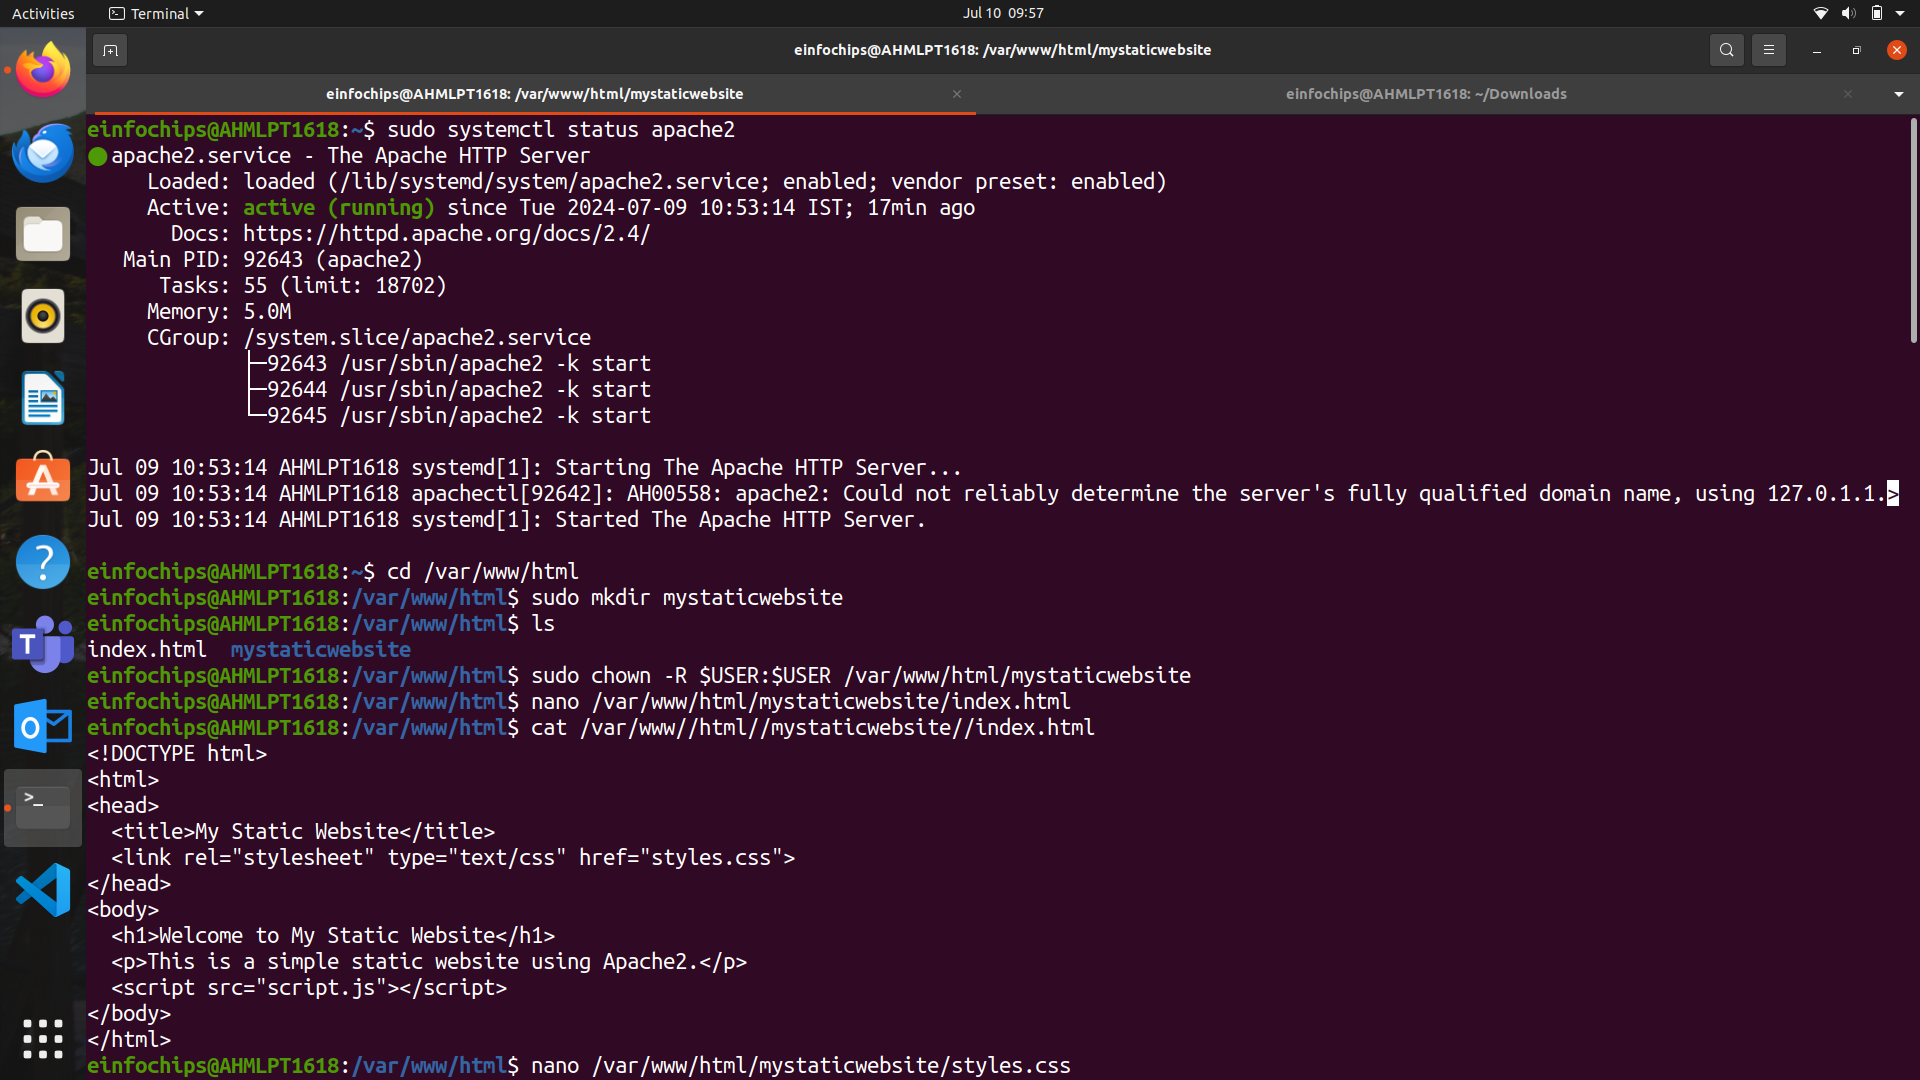 Activities
Terminal
Jul 10 09:57
einfochips@AHMLPT1618: /var/www/html/mystaticwebsite
einfochips@AHMLPT1618: /var/www/html/mystaticwebsite
einfochips@AHMLPT1618: ~/Downloads
einfochips@AHMLPT1618:~$ sudo systemctl status apache2
apache2.service - The Apache HTTP Server
Loaded: loaded (/lib/systemd/system/apache2.service; enabled; vendor preset: enabled)
Active: active (running) since Tue 2024-07-09 10:53:14 IST; 17min ago
Docs: https://httpd.apache.org/docs/2.4/
Main PID: 92643 (apache2)
Tasks: 55 (limit: 18702)
Memory: 5.0M
CGroup: /system.slice/apache2.service
├─92643 /usr/sbin/apache2 -k start
├─92644 /usr/sbin/apache2 -k start
└─92645 /usr/sbin/apache2 -k start
Jul 09 10:53:14 AHMLPT1618 systemd[1]: Starting The Apache HTTP Server...
Jul 09 10:53:14 AHMLPT1618 apachectl[92642]: AH00558: apache2: Could not reliably determine the server's fully qualified domain name, using 127.0.1.1.>
Jul 09 10:53:14 AHMLPT1618 systemd[1]: Started The Apache HTTP Server.
einfochips@AHMLPT1618:~$ cd /var/www/html
einfochips@AHMLPT1618:/var/www/html$ sudo mkdir mystaticwebsite
einfochips@AHMLPT1618:/var/www/html$ ls
index.html  mystaticwebsite
einfochips@AHMLPT1618:/var/www/html$ sudo chown -R $USER:$USER /var/www/html/mystaticwebsite
einfochips@AHMLPT1618:/var/www/html$ nano /var/www/html/mystaticwebsite/index.html
einfochips@AHMLPT1618:/var/www/html$ cat /var/www//html//mystaticwebsite//index.html
<!DOCTYPE html>
<html>
<head>
  <title>My Static Website</title>
  <link rel="stylesheet" type="text/css" href="styles.css">
</head>
<body>
  <h1>Welcome to My Static Website</h1>
  <p>This is a simple static website using Apache2.</p>
  <script src="script.js"></script>
</body>
</html>
einfochips@AHMLPT1618:/var/www/html$ nano /var/www/html/mystaticwebsite/styles.css